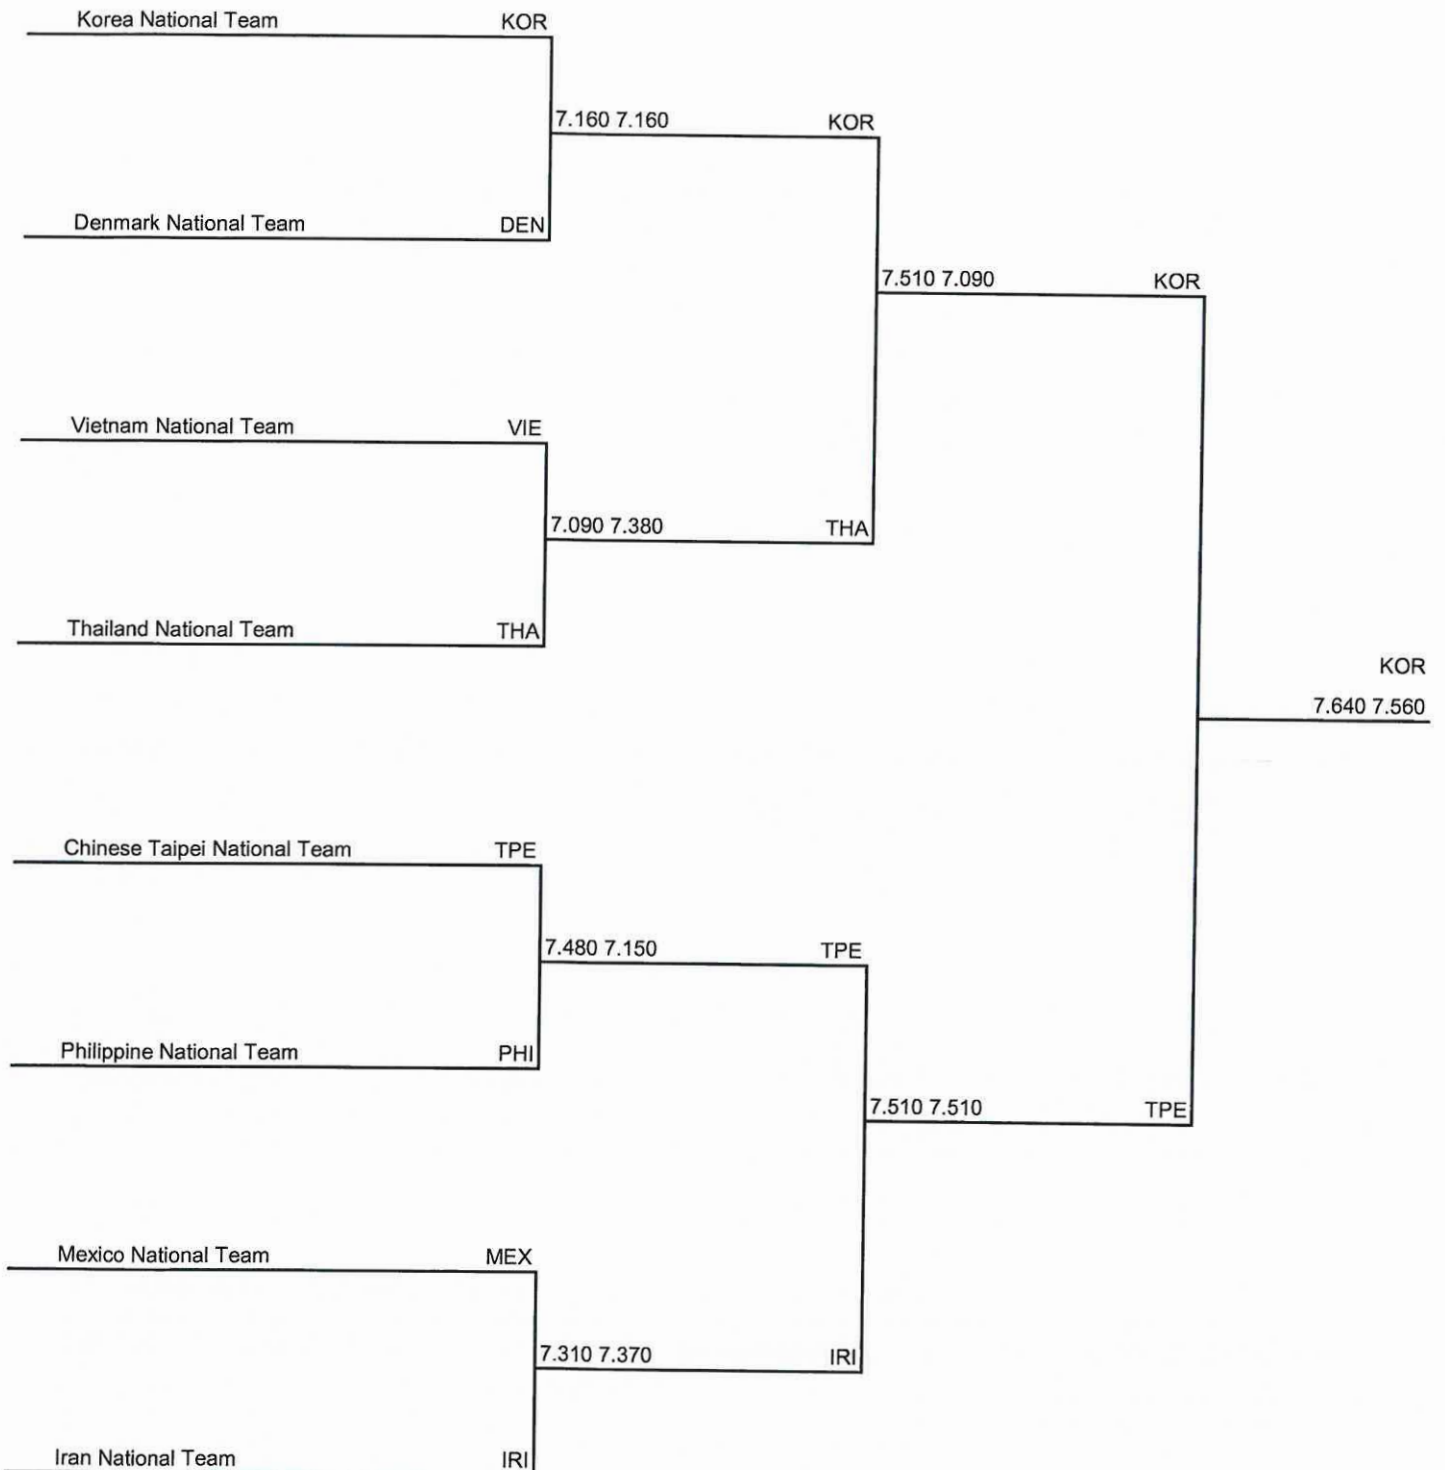 Korea National Team KOR
7.160 7.160 KOR
Denmark National Team DEN
7.510 7.090 KOR
Vietnam National Team VIE
7.090 7.380 THA
Thailand National Team THA
KOR
7.640 7.560
Chinese Taipei National Team TPE
7.480 7.150 TPE
Philippine National Team PHI
7.510 7.510 TPE
Mexico National Team MEX
7.310 7.370 IRI
Iran National Team IRI